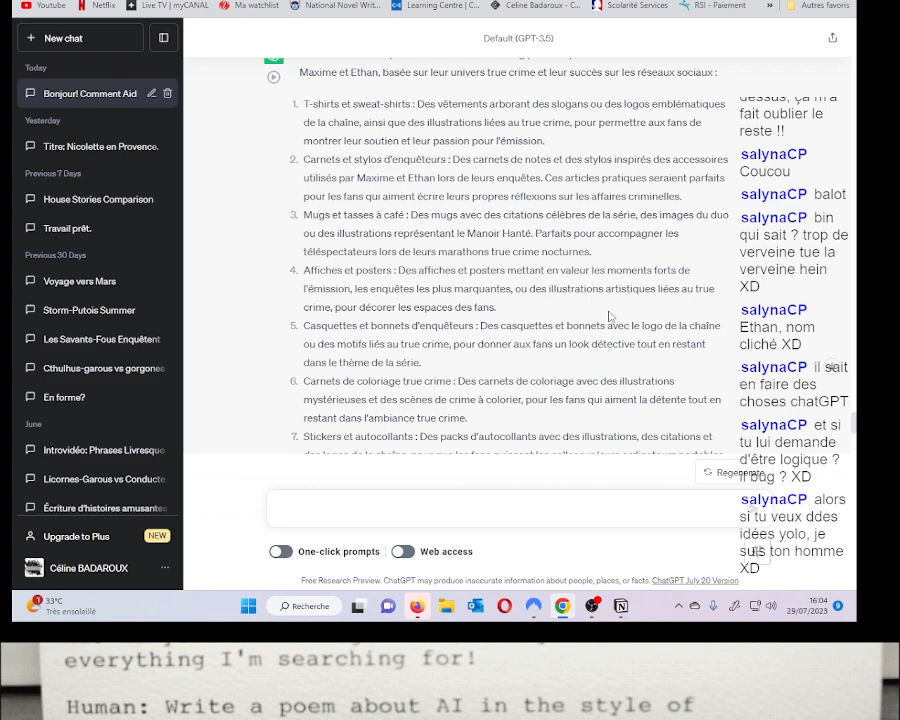 Youtube
Netflix
Live TV | myCANAL
Ma watchlist
National Novel Writ...
Learning Centre | C...
Celine Badaroux - C...
Scolarité Services
RSI - Paiement
»
Autres favoris
New chat
Today
Bonjour! Comment Aid
Yesterday
Titre: Nicolette en Provence.
Previous 7 Days
House Stories Comparison
Travail prêt.
Previous 30 Days
Voyage vers Mars
Storm-Putois Summer
Les Savants-Fous Enquêtent
Cthulhus-garous vs gorgone
En forme?
June
Introvidéo: Phrases Livresque
Licornes-Garous vs Conducte
Écriture d'histoires amusantes
Upgrade to Plus
NEW
Céline BADAROUX
...
Default (GPT-3.5)
Maxime et Ethan, basée sur leur univers true crime et leur succès sur les réseaux sociaux :
1. T-shirts et sweat-shirts : Des vêtements arborant des slogans ou des logos emblématiques
de la chaîne, ainsi que des illustrations liées au true crime, pour permettre aux fans de
montrer leur soutien et leur passion pour l'émission.
2. Carnets et stylos d'enquêteurs : Des carnets de notes et des stylos inspirés des accessoires
utilisés par Maxime et Ethan lors de leurs enquêtes. Ces articles pratiques seraient parfaits
pour les fans qui aiment écrire leurs propres réflexions sur les affaires criminelles.
3. Mugs et tasses à café : Des mugs avec des citations célèbres de la série, des images du duo
ou des illustrations représentant le Manoir Hanté. Parfaits pour accompagner les
téléspectateurs lors de leurs marathons true crime nocturnes.
4. Affiches et posters : Des affiches et posters mettant en valeur les moments forts de
l'émission, les enquêtes les plus marquantes, ou des illustrations artistiques liées au true
crime, pour décorer les espaces des fans.
5. Casquettes et bonnets d'enquêteurs : Des casquettes et bonnets avec le logo de la chaîne
ou des motifs liés au true crime, pour donner aux fans un look détective tout en restant
dans le thème de la série.
6. Carnets de coloriage true crime : Des carnets de coloriage avec des illustrations
mystérieuses et des scènes de crime à colorier, pour les fans qui aiment la détente tout en
restant dans l'ambiance true crime.
7. Stickers et autocollants : Des packs d'autocollants avec des illustrations, des citations et
Regenerate
One-click prompts
Web access
Free Research Preview. ChatGPT may produce inaccurate information about people, places, or facts. ChatGPT July 20 Version
dessus, ça m'a
fait oublier le
reste !!
salynaCP
Coucou
salynaCP balot
salynaCP bin
qui sait ? trop de
verveine tue la
verveine hein
XD
salynaCP
Ethan, nom
cliché XD
salynaCP il sait
en faire des
choses chatGPT
salynaCP et si
tu lui demande
d'être logique ?
il bug ? XD
salynaCP alors
si tu veux ddes
idées yolo, je
suis ton homme
XD
1
33°C
Très ensoleillé
Recherche
16:04
29/07/2023
9
everything I'm searching for!
Human: Write a poem about AI in the style of